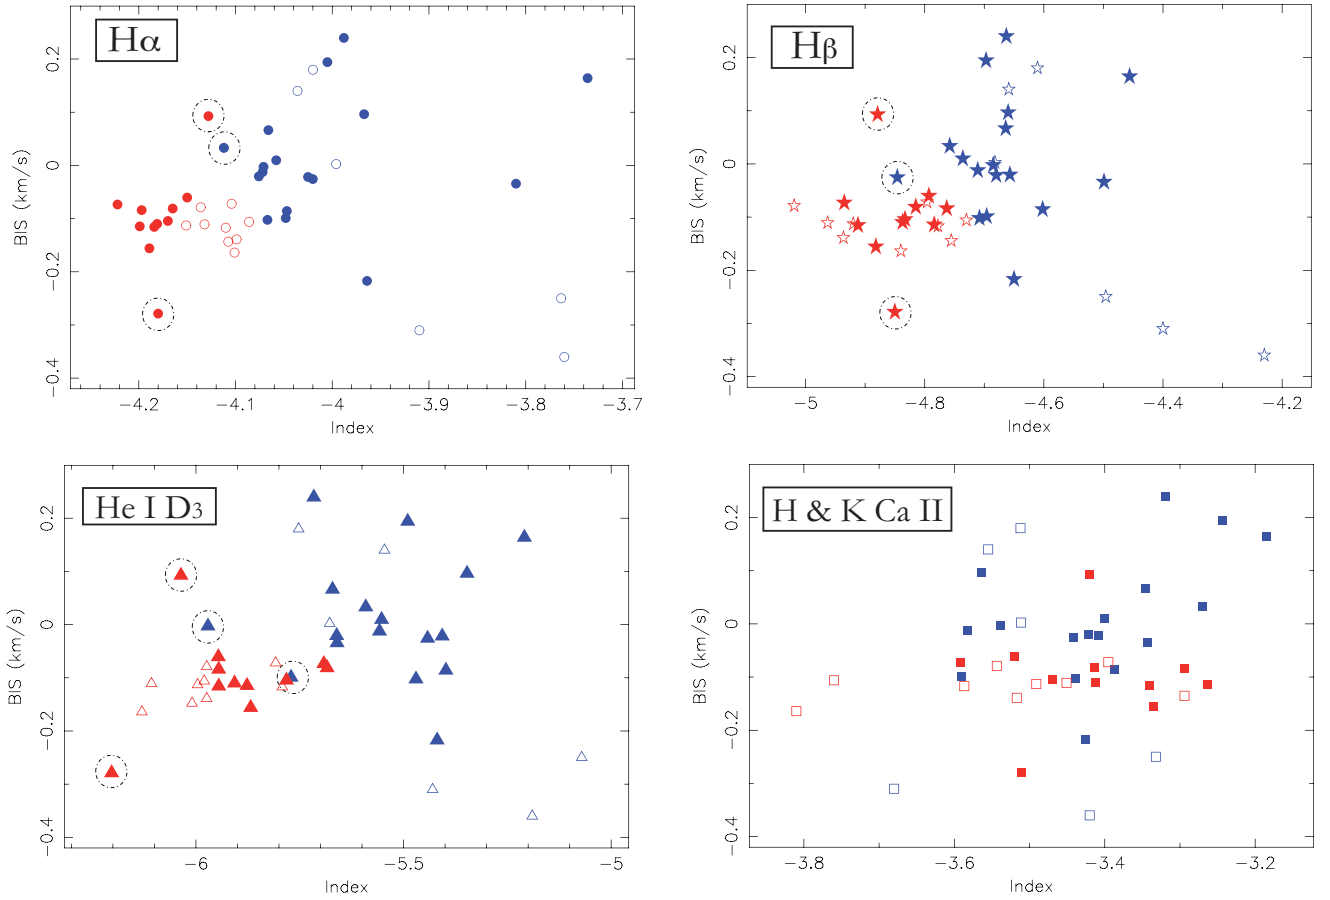 Hα
BIS (km/s)
0.2
0
−0.2
−0.4
−4.2 −4.1 −4 −3.9 −3.8 −3.7
Index
Hβ
BIS (km/s)
0.2
0
−0.2
−0.4
−5 −4.8 −4.6 −4.4 −4.2
Index
He I D3
BIS (km/s)
0.2
0
−0.2
−0.4
−6 −5.5 −5
Index
H & K Ca II
BIS (km/s)
0.2
0
−0.2
−0.4
−3.8 −3.6 −3.4 −3.2
Index